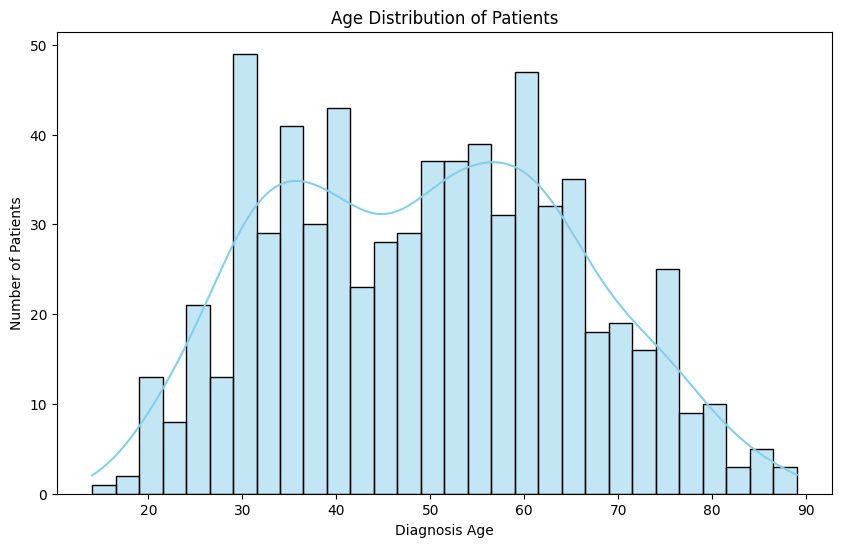 Age Distribution of Patients
50
40
30
20
10
0
Number of Patients
20 30 40 50 60 70 80 90
Diagnosis Age